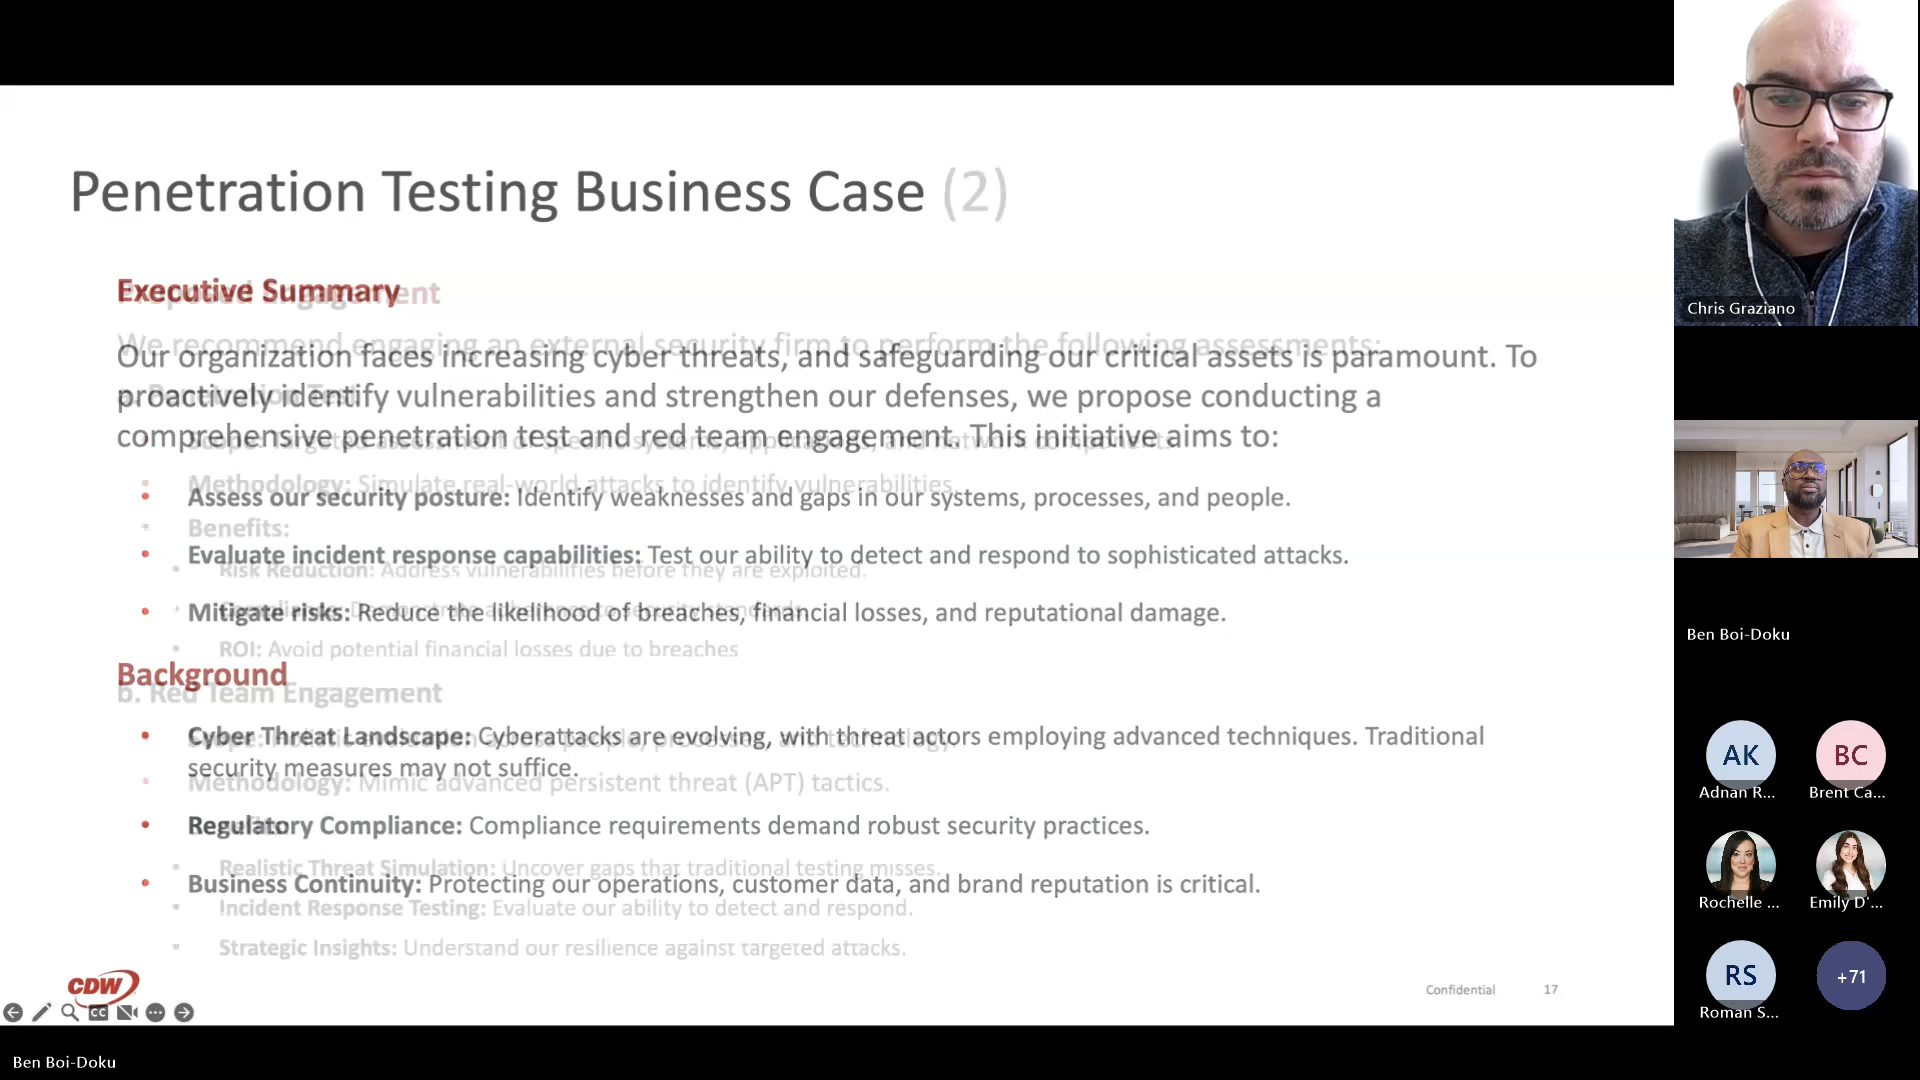 Penetration Testing Business Case (2)
Executive Summary
Proposed Engagement
We recommend engaging an external security firm to perform the following assessments:
Our organization faces increasing cyber threats, and safeguarding our critical assets is paramount. To
proactively identify vulnerabilities and strengthen our defenses, we propose conducting a
a. Penetration Test
comprehensive penetration test and red team engagement. This initiative aims to:
Scope: Targeted assessment of specific systems, applications, and network components.
Methodology: Simulate real-world attacks to identify vulnerabilities.
• Assess our security posture: Identify weaknesses and gaps in our systems, processes, and people.
Benefits:
• Evaluate incident response capabilities: Test our ability to detect and respond to sophisticated attacks.
• Risk Reduction: Address vulnerabilities before they are exploited.
• Mitigate risks: Reduce the likelihood of breaches, financial losses, and reputational damage.
• Compliance: Demonstrate adherence to security standards.
• ROI: Avoid potential financial losses due to breaches
Background
b. Red Team Engagement
• Cyber Threat Landscape: Cyberattacks are evolving, with threat actors employing advanced techniques. Traditional
security measures may not suffice.
Scope: Holistic evaluation across people, processes, and technology.
• Methodology: Mimic advanced persistent threat (APT) tactics.
• Regulatory Compliance: Compliance requirements demand robust security practices.
Benefits:
• Realistic Threat Simulation: Uncover gaps that traditional testing misses.
• Business Continuity: Protecting our operations, customer data, and brand reputation is critical.
• Incident Response Testing: Evaluate our ability to detect and respond.
• Strategic Insights: Understand our resilience against targeted attacks.
CDW
Confidential 17
CC
Ben Boi-Doku
Chris Graziano
Ben Boi-Doku
AK
BC
Adnan R...
Brent Ca...
Rochelle ...
Emily D'...
RS
+71
Roman S...